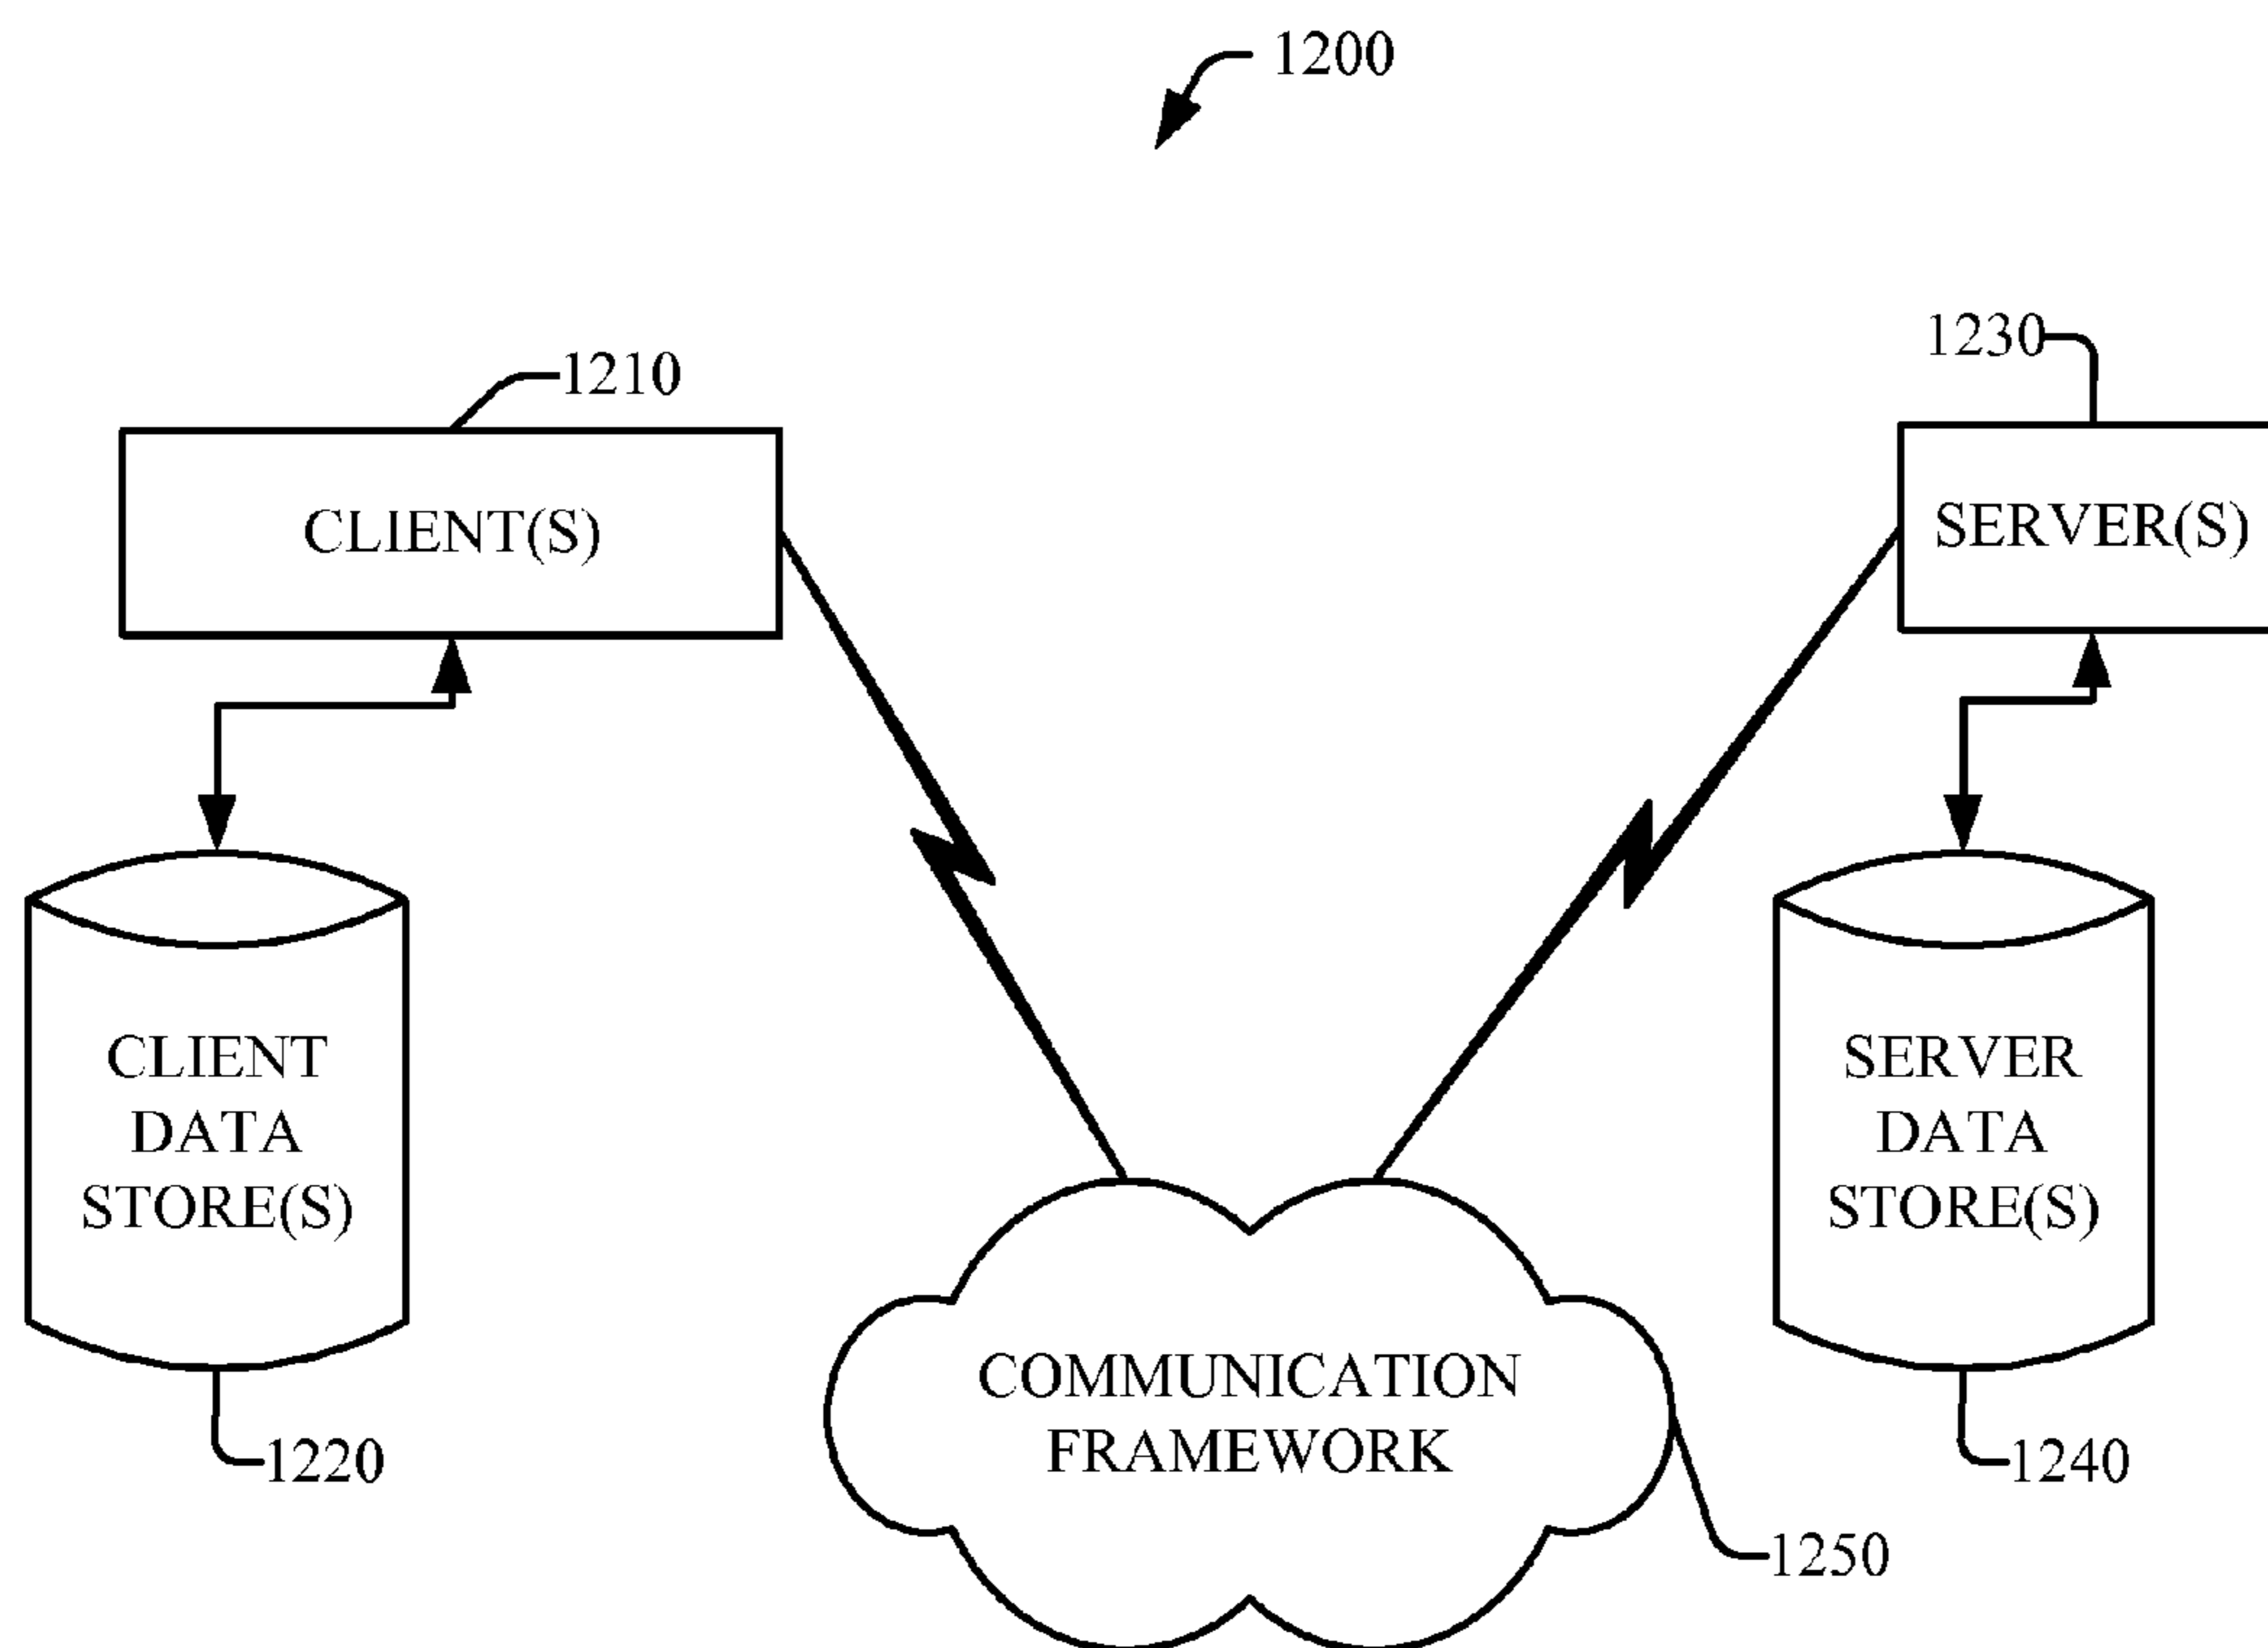 1200
1210
1230
CLIENT(S)
SERVER(S)
CLIENT
DATA
STORE(S)
SERVER
DATA
STORE(S)
COMMUNICATION
FRAMEWORK
1220
1240
1250